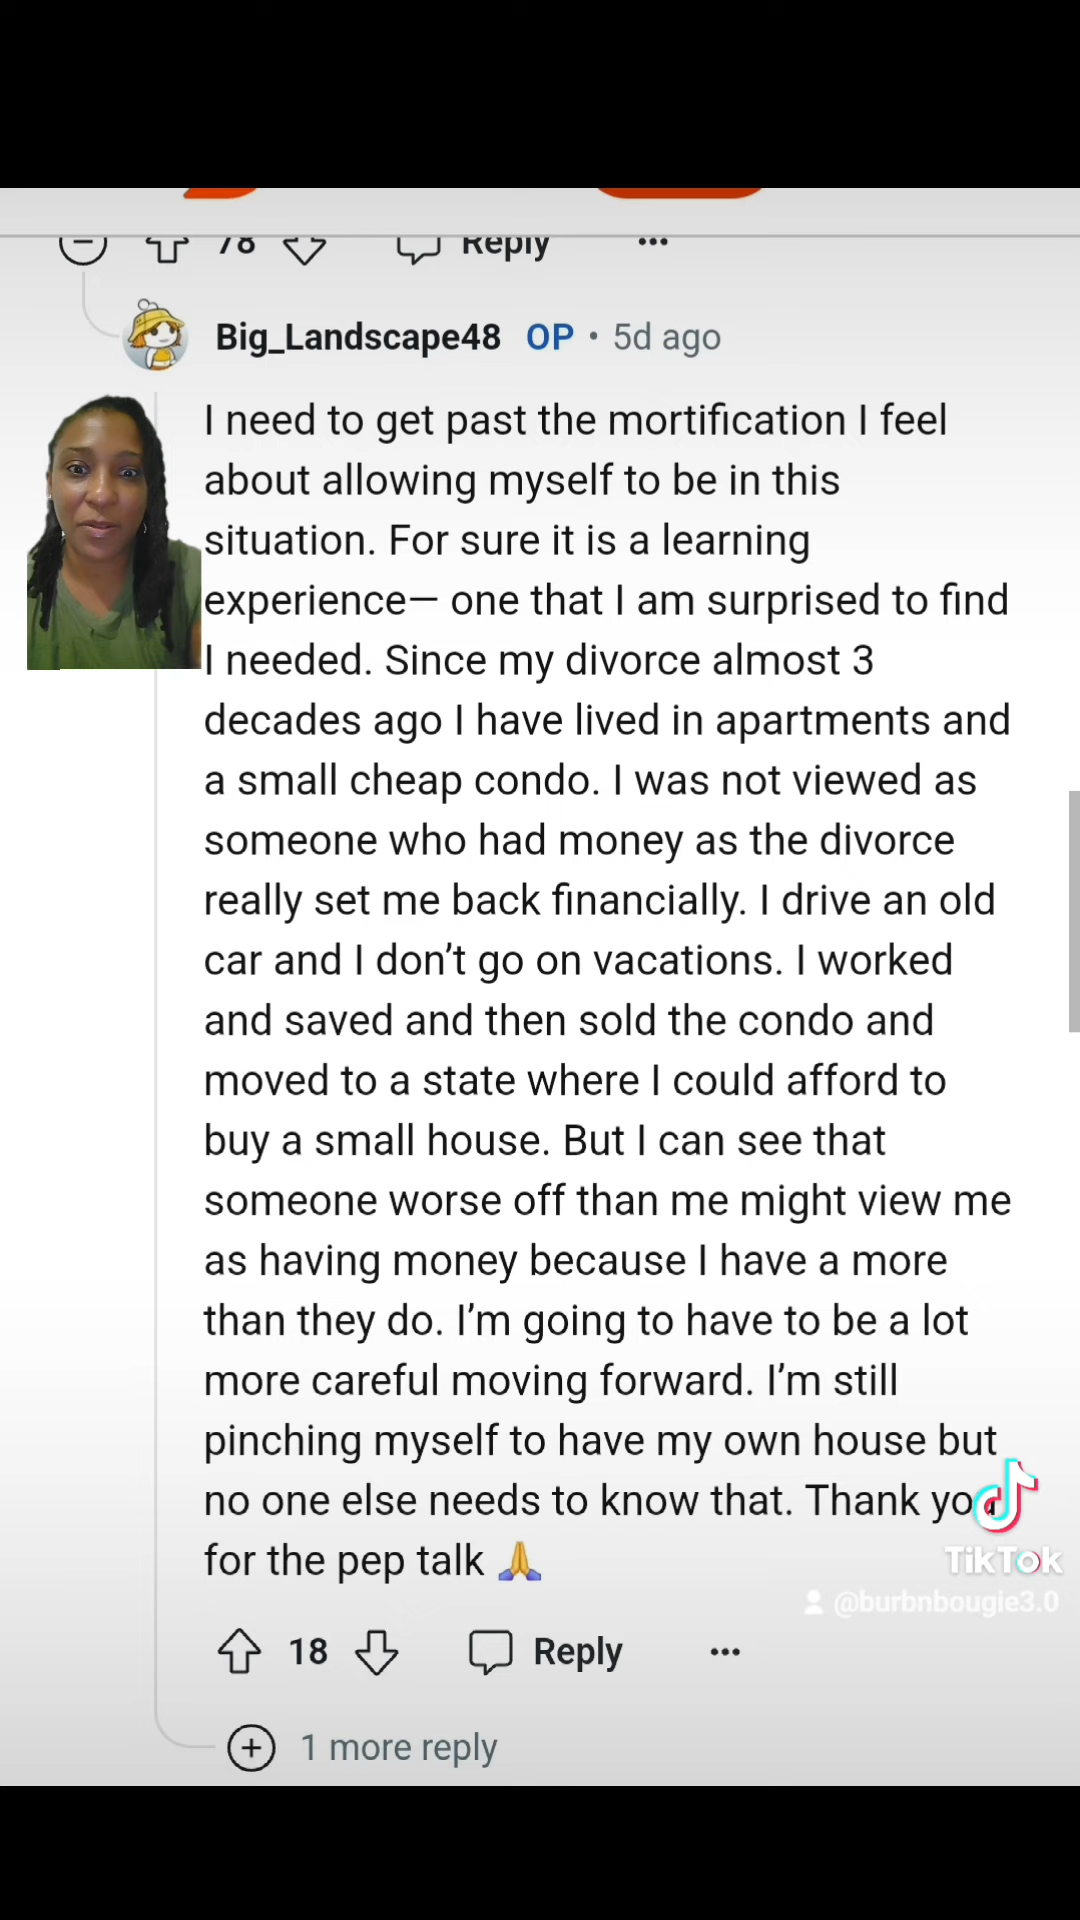 78 Reply
Big_Landscape48 OP • 5d ago
I need to get past the mortification I feel
about allowing myself to be in this
situation. For sure it is a learning
experience— one that I am surprised to find
I needed. Since my divorce almost 3
decades ago I have lived in apartments and
a small cheap condo. I was not viewed as
someone who had money as the divorce
really set me back financially. I drive an old
car and I don’t go on vacations. I worked
and saved and then sold the condo and
moved to a state where I could afford to
buy a small house. But I can see that
someone worse off than me might view me
as having money because I have a more
than they do. I’m going to have to be a lot
more careful moving forward. I’m still
pinching myself to have my own house but
no one else needs to know that. Thank you
for the pep talk 🙏
TikTok
@burbnbougie3.0
18 Reply
1 more reply